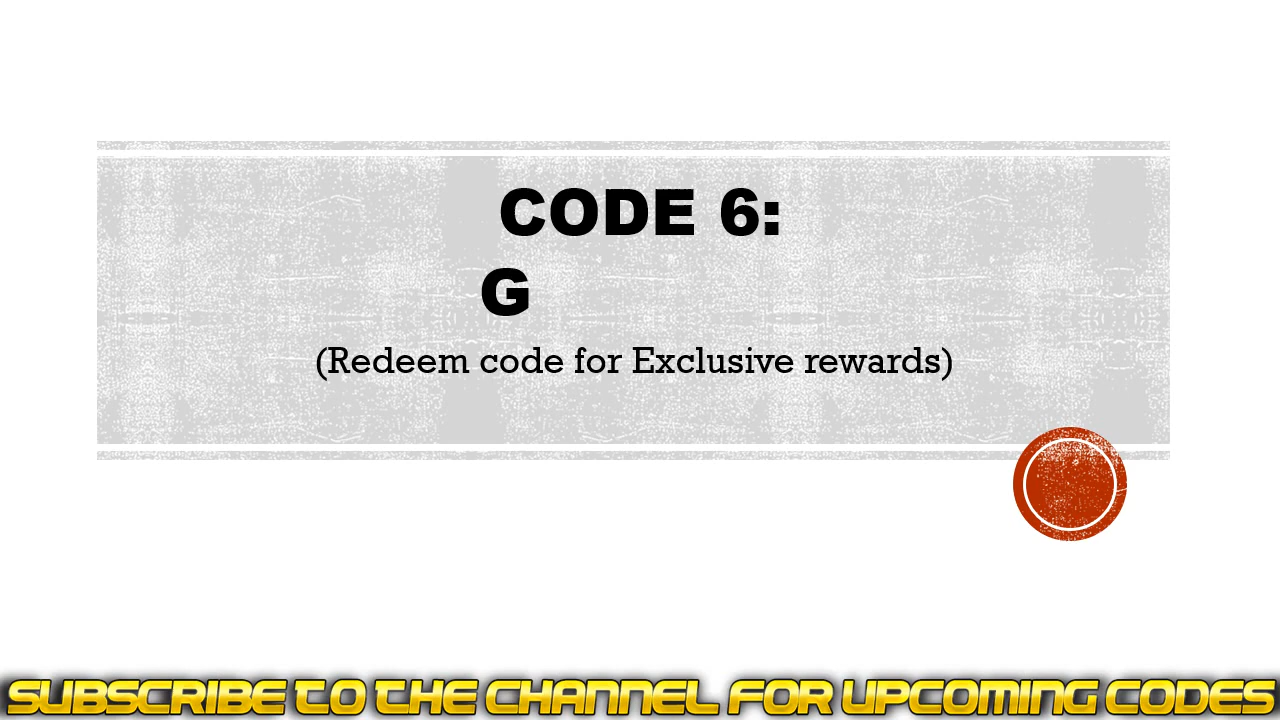 CODE 6:
G
(Redeem code for Exclusive rewards)
SUBSCRIBE TO THE CHANNEL FOR UPCOMING CODES